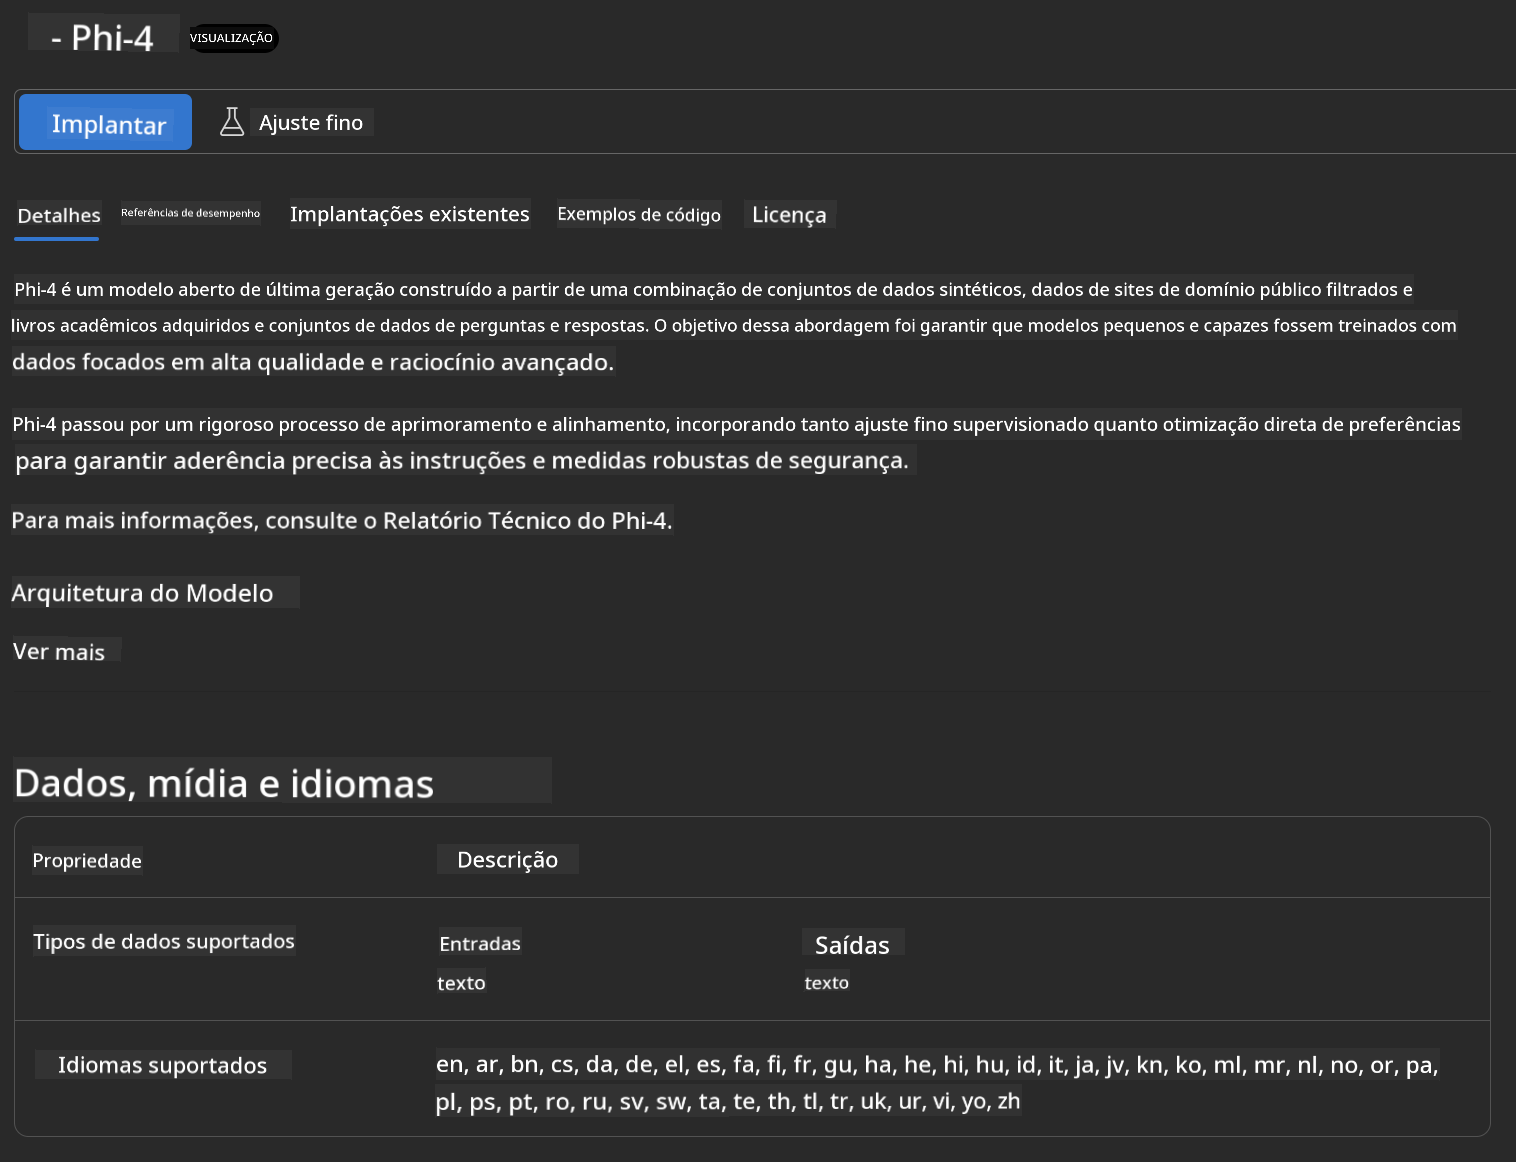 - Phi-4 VISUALIZAÇÃO
Implantar Ajuste fino
Detalhes Referências de desempenho Implantações existentes Exemplos de código Licença
Phi-4 é um modelo aberto de última geração construído a partir de uma combinação de conjuntos de dados sintéticos, dados de sites de domínio público filtrados e
livros acadêmicos adquiridos e conjuntos de dados de perguntas e respostas. O objetivo dessa abordagem foi garantir que modelos pequenos e capazes fossem treinados com
dados focados em alta qualidade e raciocínio avançado.
Phi-4 passou por um rigoroso processo de aprimoramento e alinhamento, incorporando tanto ajuste fino supervisionado quanto otimização direta de preferências
para garantir aderência precisa às instruções e medidas robustas de segurança.
Para mais informações, consulte o Relatório Técnico do Phi-4.
Arquitetura do Modelo
Ver mais
Dados, mídia e idiomas
Propriedade Descrição
Tipos de dados suportados Entradas Saídas
texto texto
Idiomas suportados en, ar, bn, cs, da, de, el, es, fa, fi, fr, gu, ha, he, hi, hu, id, it, ja, jv, kn, ko, ml, mr, nl, no, or, pa,
pl, ps, pt, ro, ru, sv, sw, ta, te, th, tl, tr, uk, ur, vi, yo, zh